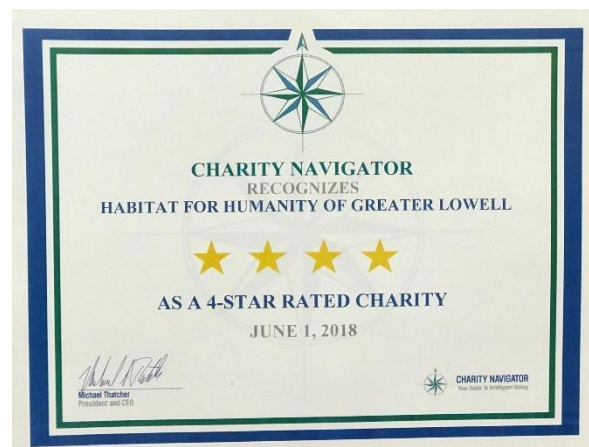 CHARITY NAVIGATOR
RECOGNIZES
HABITAT FOR HUMANITY OF GREATER LOWELL
AS A 4-STAR RATED CHARITY
JUNE 1, 2018
Michael Thatcher
President and CEO
CHARITY NAVIGATOR
Your Guide To Intelligent Giving